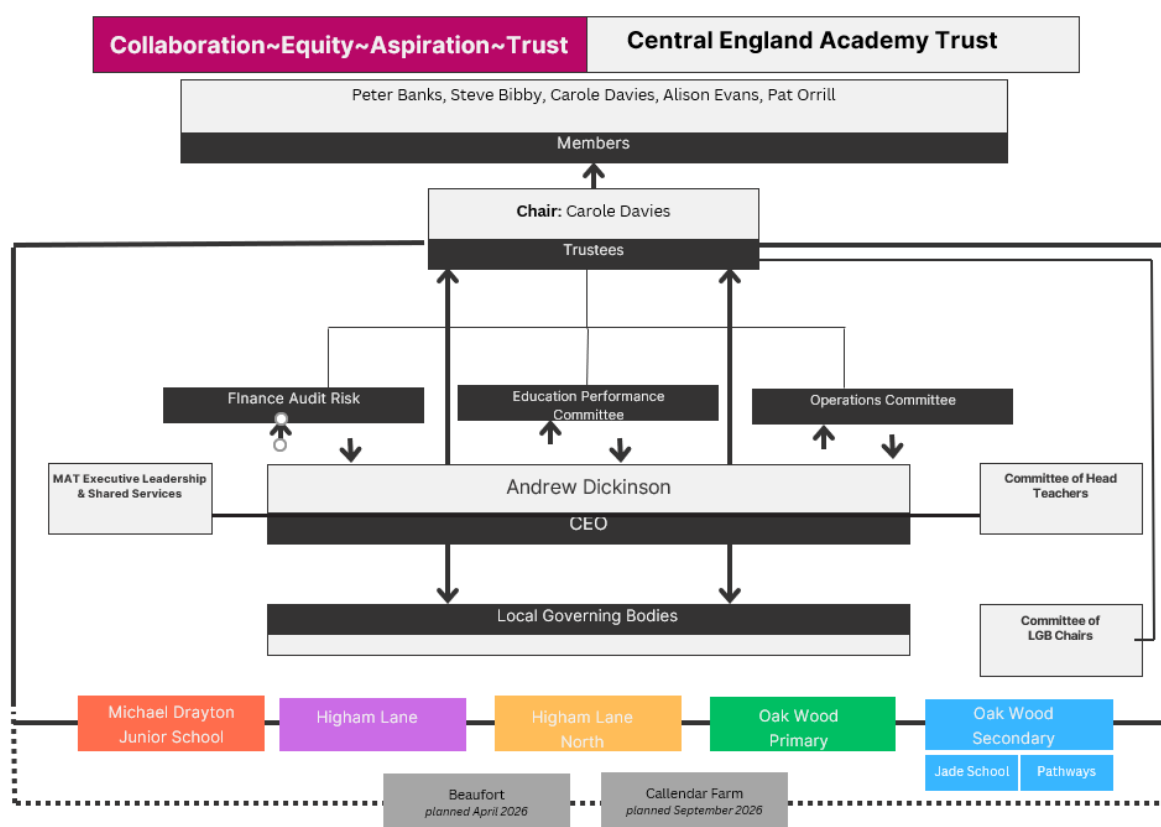 Collaboration~Equity~Aspiration~Trust
Central England Academy Trust
Peter Banks, Steve Bibby, Carole Davies, Alison Evans, Pat Orrill
Members
Chair: Carole Davies
Trustees
FInance Audit Risk
Education Performance
Committee
Operations Committee
MAT Executive Leadership
& Shared Services
Andrew Dickinson
CEO
Committee of Head
Teachers
Local Governing Bodies
Committee of
LGB Chairs
Michael Drayton
Junior School
Higham Lane
Higham Lane
North
Oak Wood
Primary
Oak Wood
Secondary
Jade School
Pathways
Beaufort
planned April 2026
Callendar Farm
planned September 2026